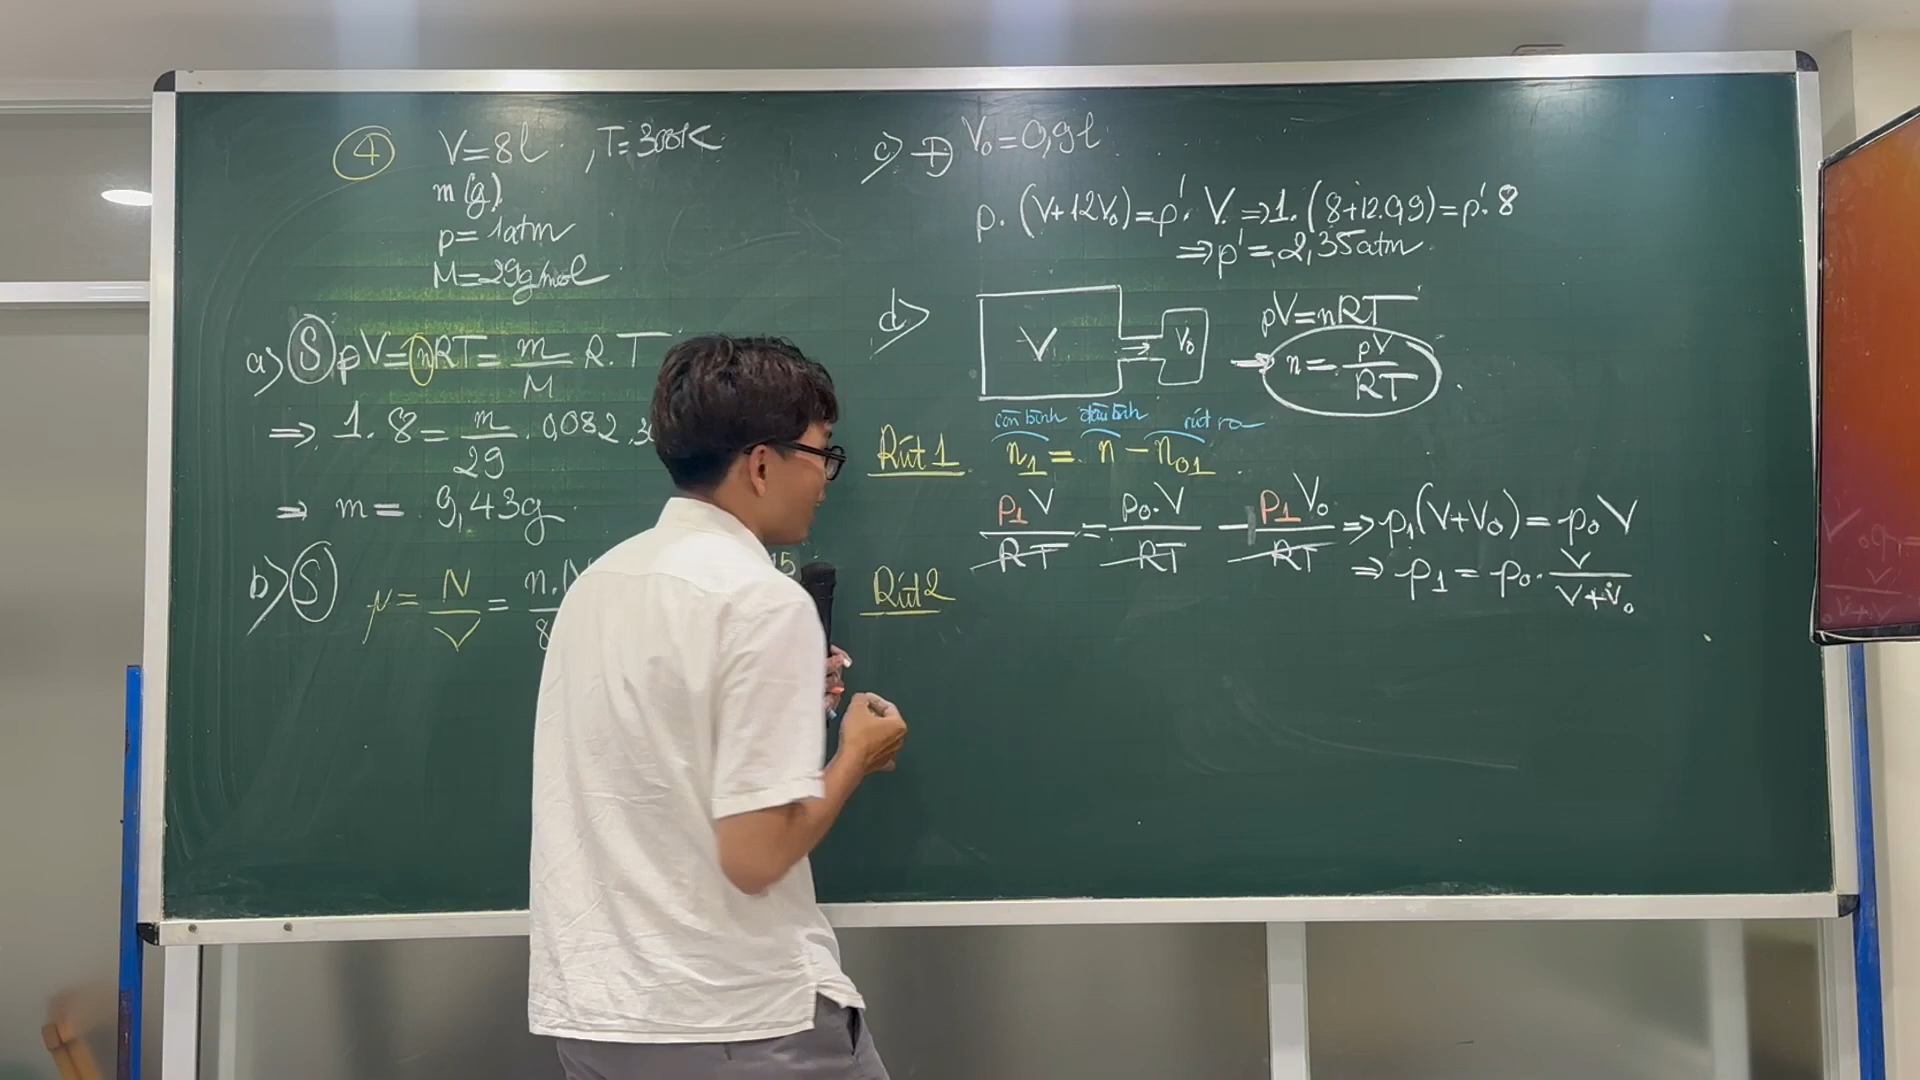 ④ V=8l , T=300K
m(g)
p= 1atm
M=29g/mol
a) Ⓢ pV=nRT= m/M R.T
⇒ 1.8= m/29 . 0,082.
⇒ m= 9,43g
b) Ⓢ μ= N/V =
c) Đ V₀=0,9l
p.(V+12V₀)=p'.V ⇒1.(8+12.0,9)=p'.8
⇒p'=2,35atm
d) V V₀ pV=nRT
→ n= pV/RT
còn bình đầu bình rút ra
Rút 1 n₁ = n − n₀₁
p₁V/RT = p₀.V/RT − p₁V₀/RT ⇒ p₁(V+V₀)=p₀V
⇒ p₁ = p₀. V/V+V₀
Rút 2